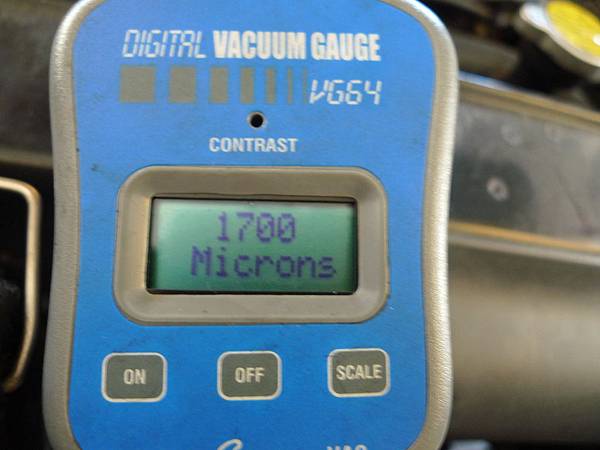 DIGITAL VACUUM GAUGE
VG64
CONTRAST
1700
Microns
ON OFF SCALE